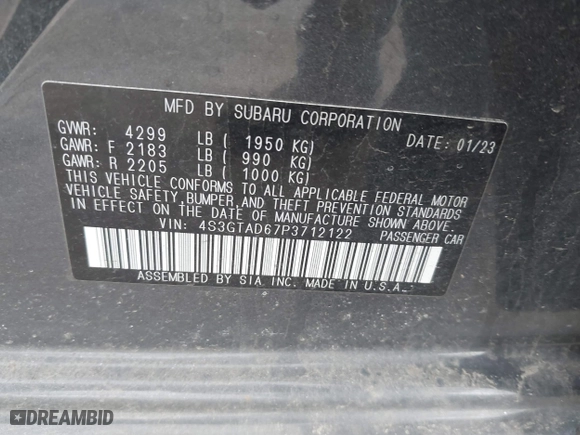 MFD BY SUBARU CORPORATION
GVWR: 4299 LB ( 1950 KG) DATE: 01/23
GAWR: F 2183 LB ( 990 KG)
GAWR: R 2205 LB ( 1000 KG)
THIS VEHICLE CONFORMS TO ALL APPLICABLE FEDERAL MOTOR
VEHICLE SAFETY, BUMPER, AND THEFT PREVENTION STANDARDS
IN EFFECT ON THE DATE OF MANUFACTURE SHOWN ABOVE.
VIN: 4S3GTAD67P3712122 PASSENGER CAR
ASSEMBLED BY SIA, INC. MADE IN U.S.A.
DREAMBID